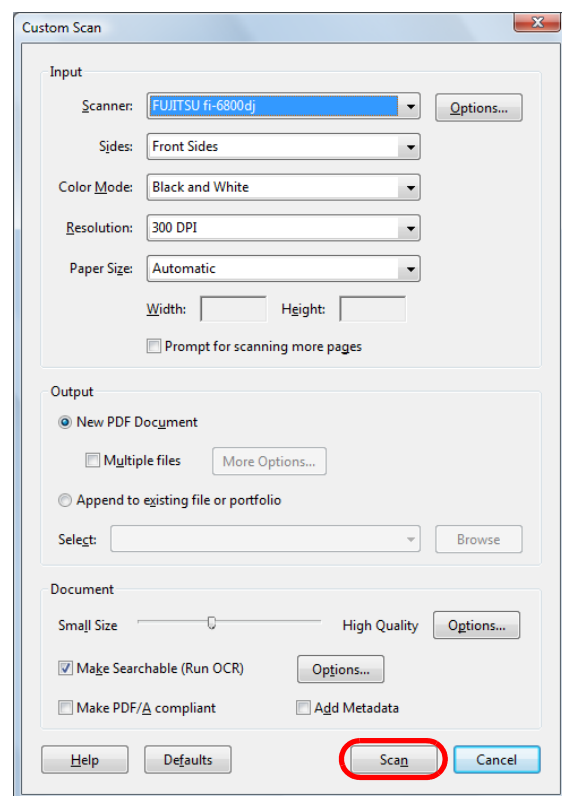 Custom Scan
Input
Scanner: FUJITSU fi-6800dj Options...
Sides: Front Sides
Color Mode: Black and White
Resolution: 300 DPI
Paper Size: Automatic
Width: Height:
Prompt for scanning more pages
Output
New PDF Document
Multiple files More Options...
Append to existing file or portfolio
Select: Browse
Document
Small Size High Quality Options...
Make Searchable (Run OCR) Options...
Make PDF/A compliant Add Metadata
Help Defaults Scan Cancel